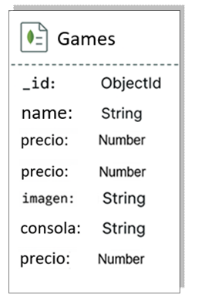 Games
_id: ObjectId
name: String
precio: Number
precio: Number
imagen: String
consola: String
precio: Number